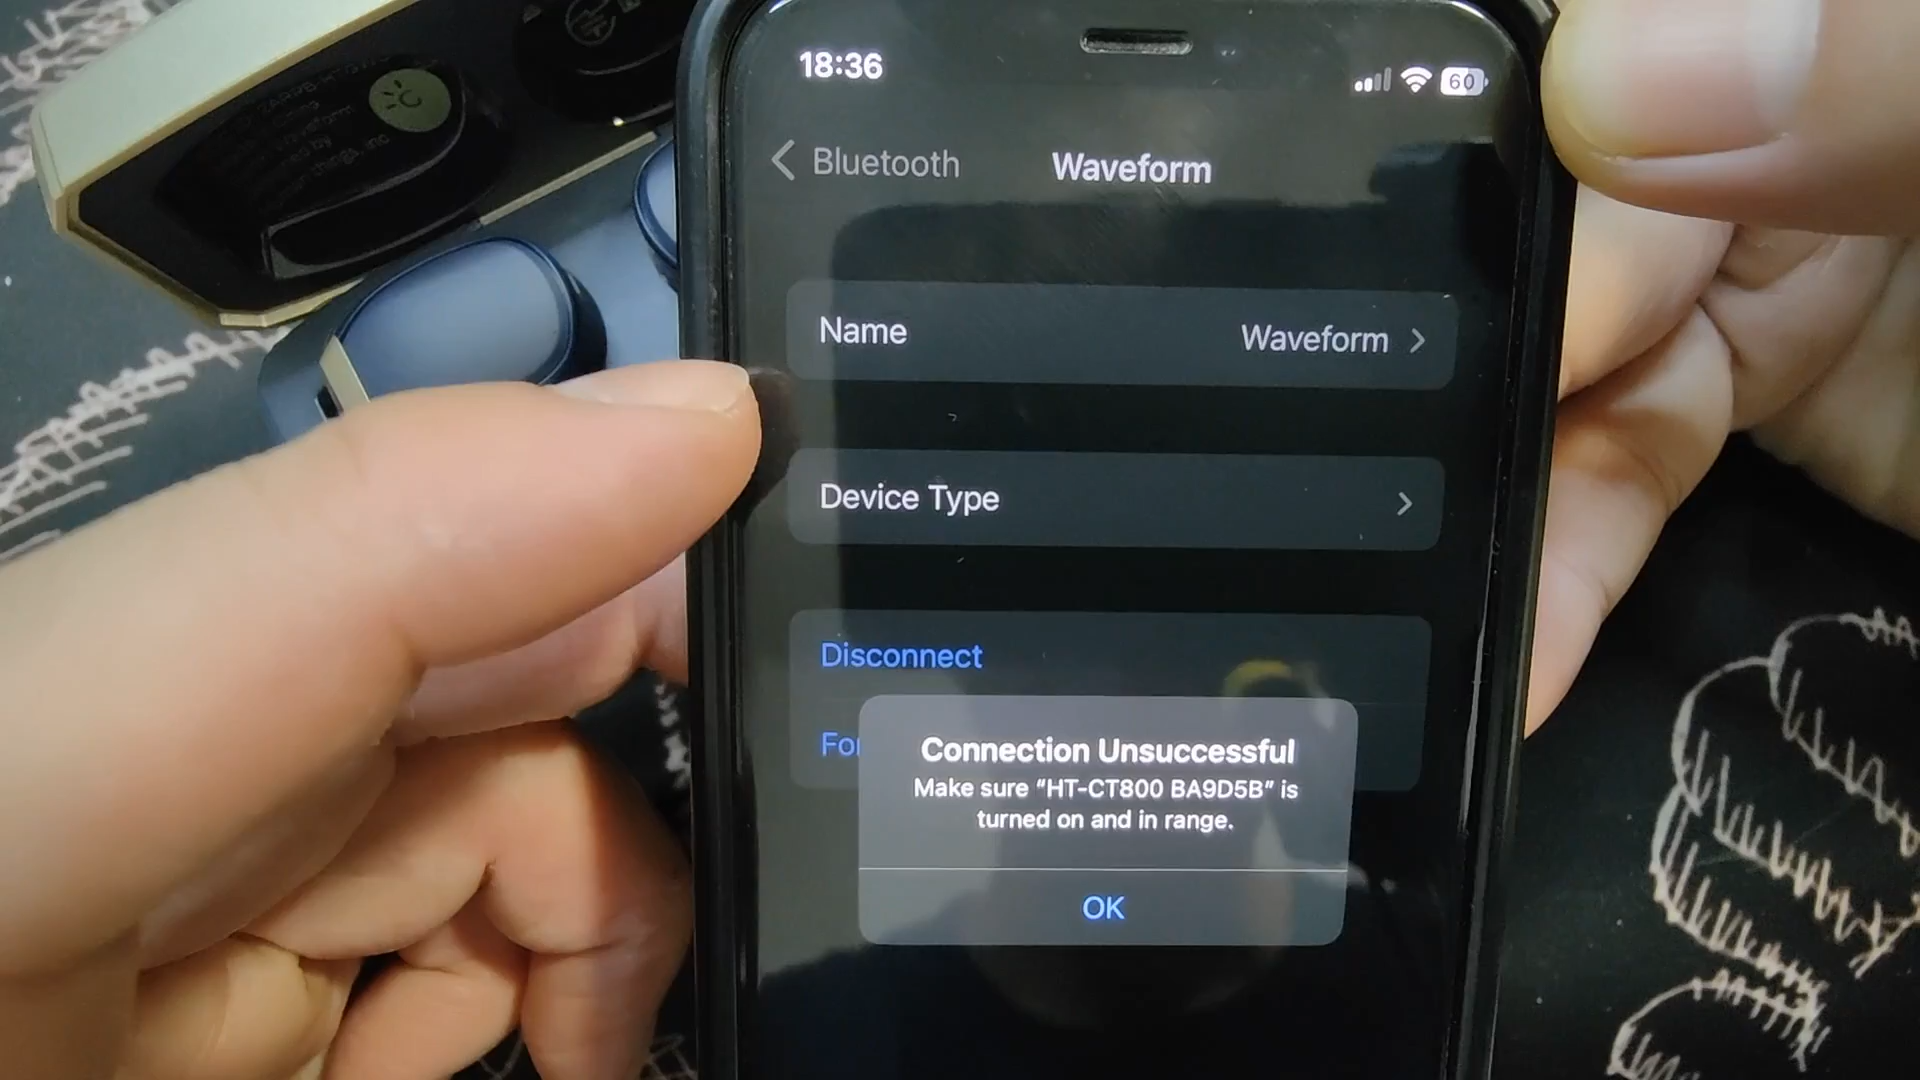 18:36
60
Bluetooth
Waveform
Name
Waveform
Device Type
Disconnect
For
Connection Unsuccessful
Make sure “HT-CT800 BA9D5B” is
turned on and in range.
OK